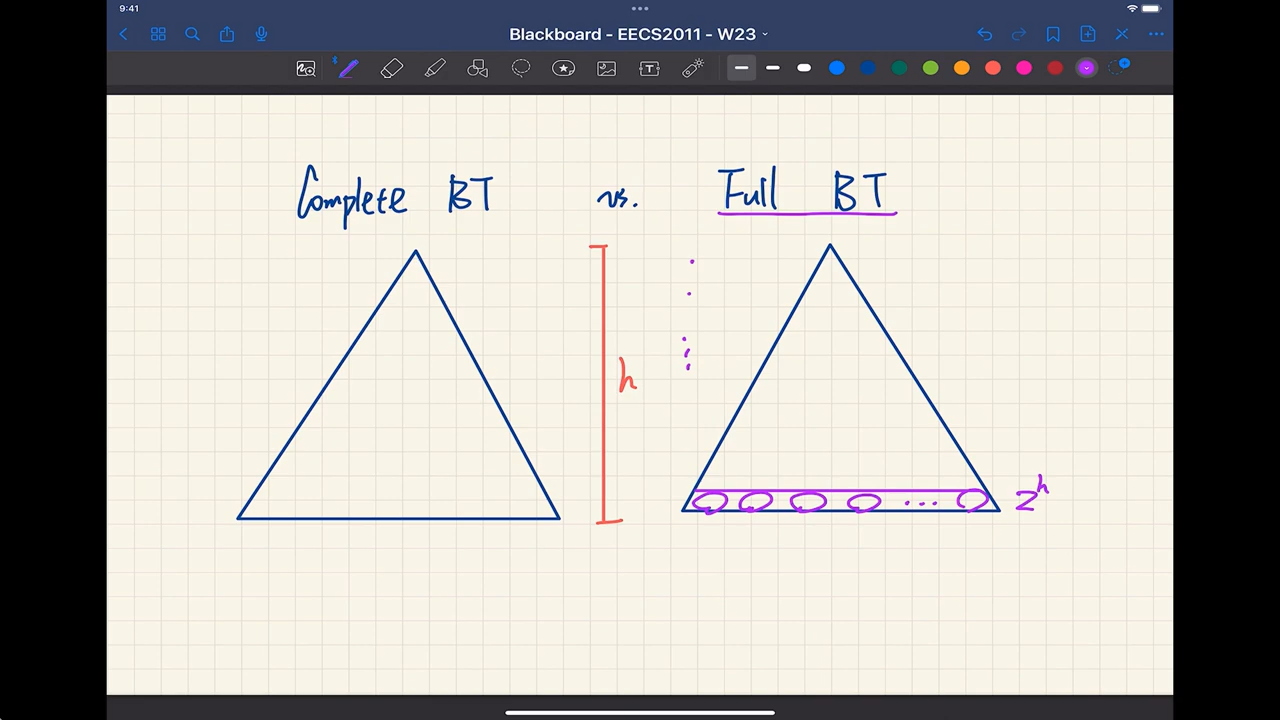 9:41
Blackboard - EECS2011 - W23
Complete BT vs. Full BT
h
... 2^h